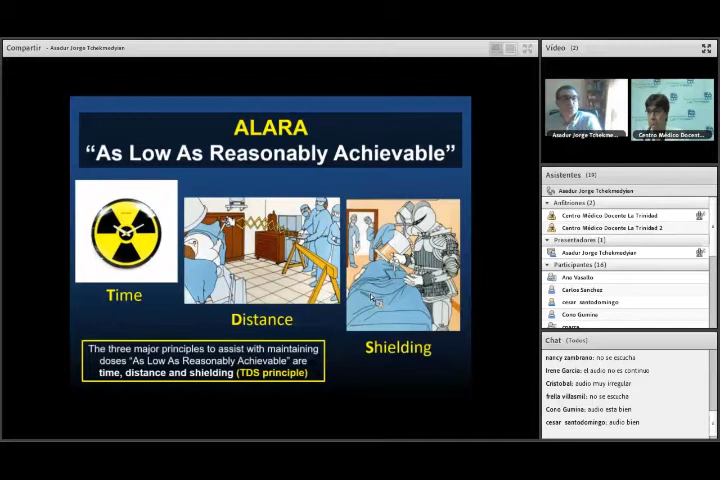 Compartir - Asadur Jorge Tchekmedyian
ALARA
“As Low As Reasonably Achievable”
Time
Distance
Shielding
The three major principles to assist with maintaining
doses “As Low As Reasonably Achievable” are
time, distance and shielding (TDS principle)
Video (2)
Asadur Jorge Tchekme...
Centro Médico Docent...
Asistentes (19)
Asadur Jorge Tchekmedyian
Anfitriones (2)
Centro Médico Docente La Trinidad
Centro Médico Docente La Trinidad 2
Presentadores (1)
Asadur Jorge Tchekmedyian
Participantes (16)
Ana Vasallo
Carlos Sanchez
cesar santodomingo
Cono Gumina
Chat (Todos)
nancy zambrano: no se escucha
Irene Garcia: el audio no es continuo
Cristobal: audio muy irregular
frella villasmil: no se escucha
Cono Gumina: audio esta bien
cesar santodomingo: audio bien